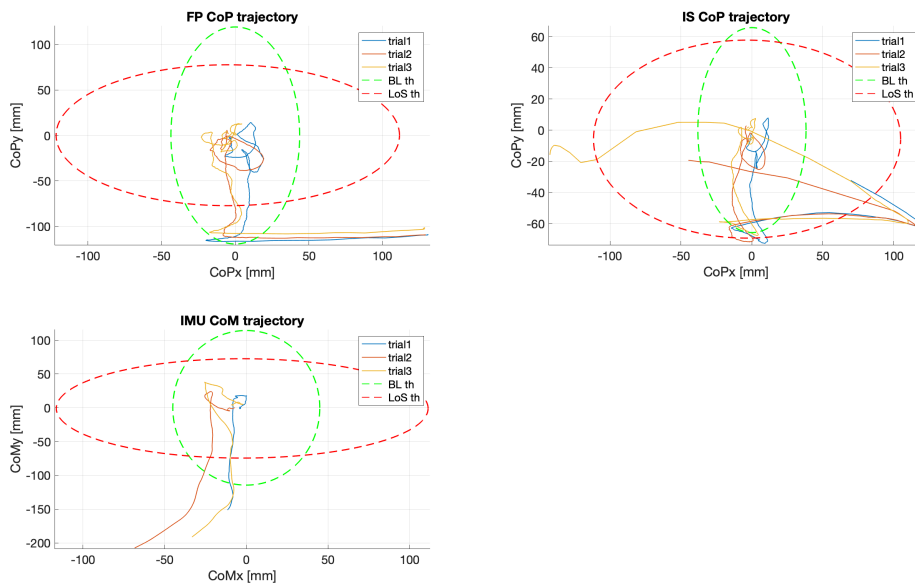 FP CoP trajectory
CoPy [mm]
100
50
0
-50
-100
-100
-50
0
50
100
CoPx [mm]
trial1
trial2
trial3
BL th
LoS th
IS CoP trajectory
CoPy [mm]
60
40
20
0
-20
-40
-60
-100
-50
0
50
100
CoPx [mm]
trial1
trial2
trial3
BL th
LoS th
IMU CoM trajectory
CoMy [mm]
100
50
0
-50
-100
-150
-200
-100
-50
0
50
100
CoMx [mm]
trial1
trial2
trial3
BL th
LoS th